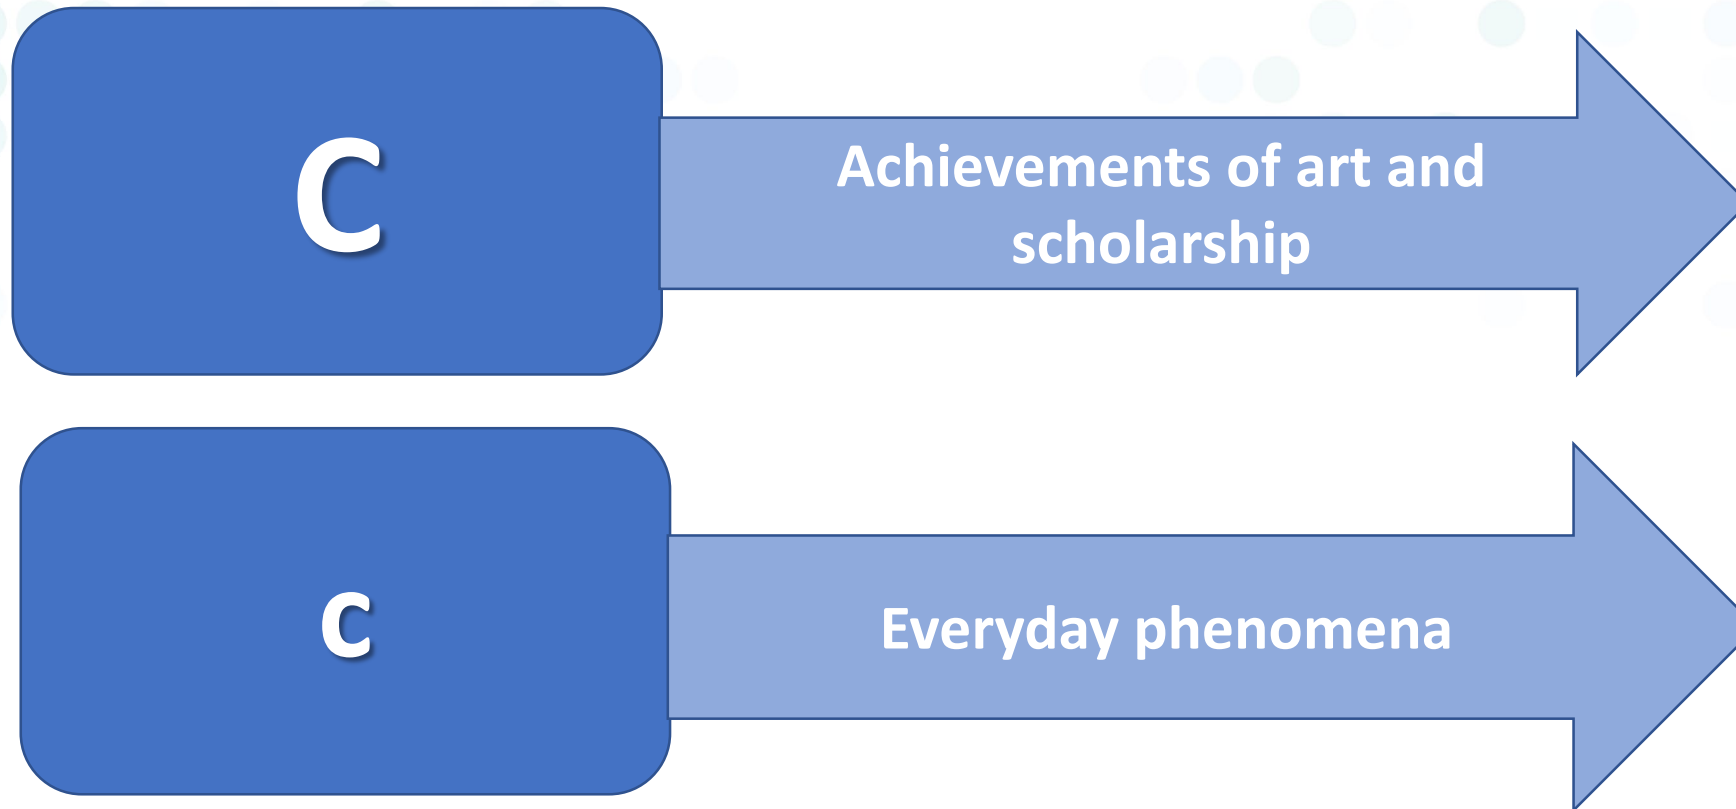 C
Achievements of art and
scholarship
c
Everyday phenomena